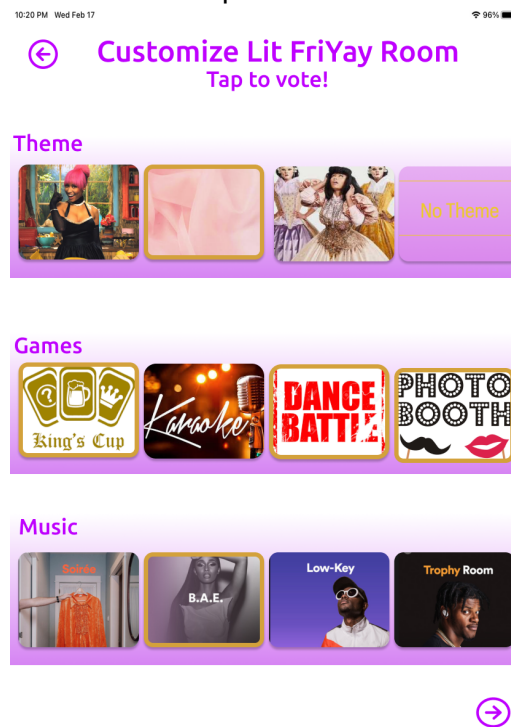 10:20 PM Wed Feb 17
96%
Customize Lit FriYay Room
Tap to vote!
Theme
No Theme
Games
King's Cup
Karaoke
DANCE
BATTLE
PHOTO
BOOTH
Music
Soirée
B.A.E.
Low-Key
Trophy Room